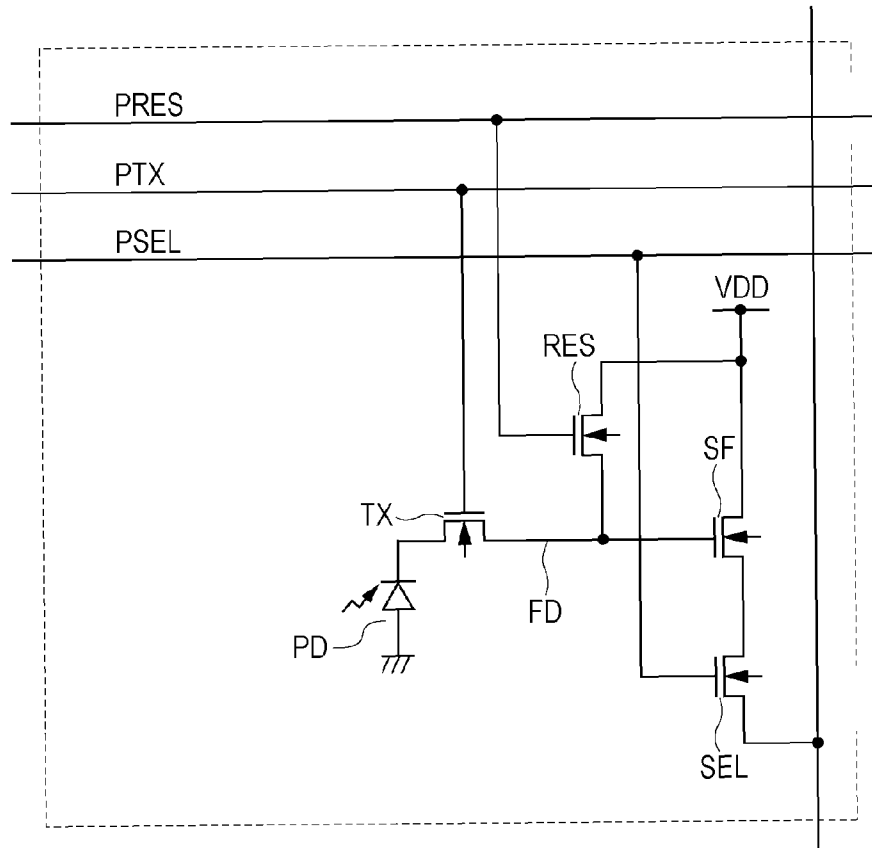 PRES
PTX
PSEL
VDD
RES
SF
TX
FD
PD
SEL